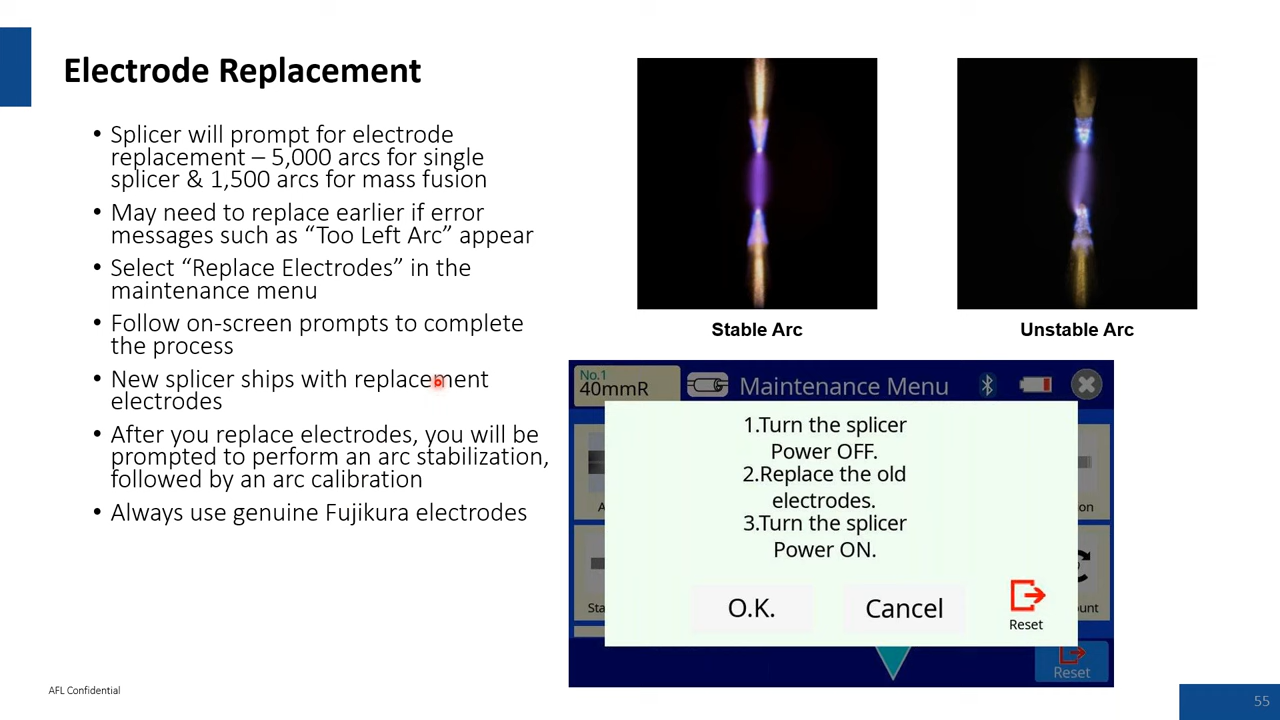 Electrode Replacement
• Splicer will prompt for electrode
replacement – 5,000 arcs for single
splicer & 1,500 arcs for mass fusion
• May need to replace earlier if error
messages such as “Too Left Arc” appear
• Select “Replace Electrodes” in the
maintenance menu
• Follow on-screen prompts to complete
the process
• New splicer ships with replacement
electrodes
• After you replace electrodes, you will be
prompted to perform an arc stabilization,
followed by an arc calibration
• Always use genuine Fujikura electrodes
Stable Arc
Unstable Arc
No.1
40mmR
Maintenance Menu
1.Turn the splicer
Power OFF.
2.Replace the old
electrodes.
3.Turn the splicer
Power ON.
O.K.
Cancel
Reset
Reset
AFL Confidential
55